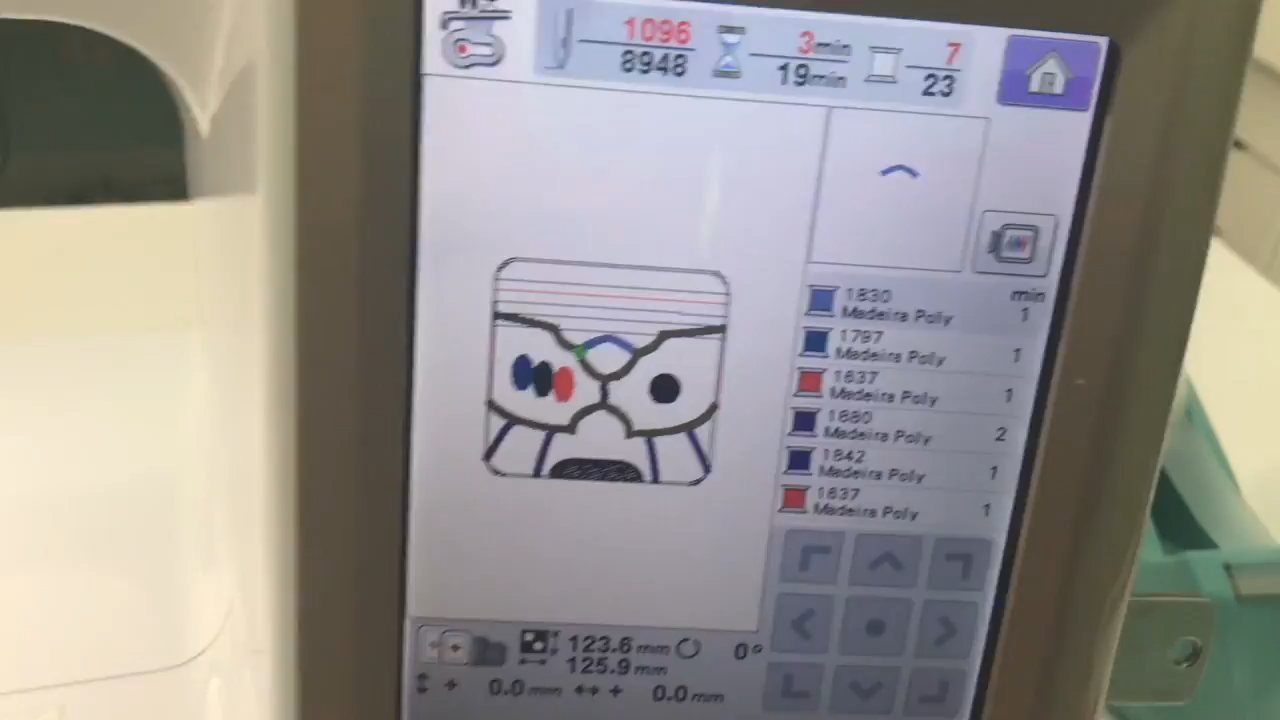 W+
1096
8948
3min
19min
7
23
min
1830
Madeira Poly
1
1797
Madeira Poly
1
1637
Madeira Poly
1
1680
Madeira Poly
2
1842
Madeira Poly
1
1637
Madeira Poly
1
123.6 mm
125.9 mm
0°
+ 0.0 mm
+ 0.0 mm